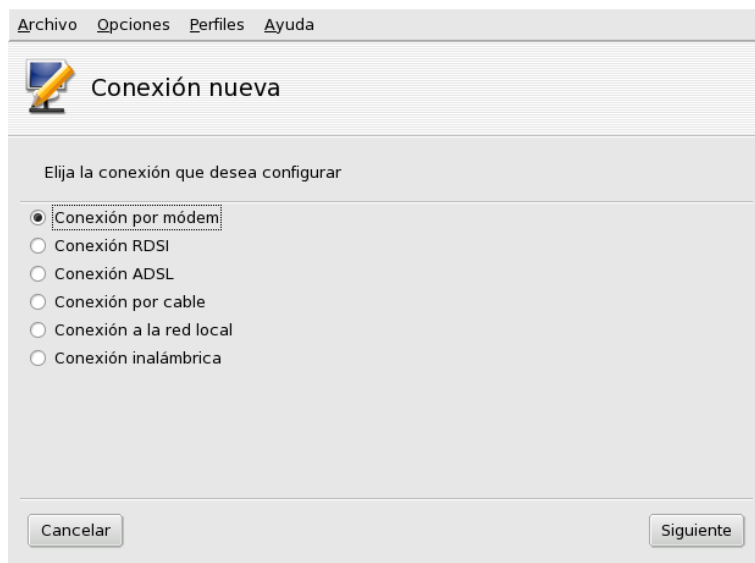 Archivo Opciones Perfiles Ayuda
Conexión nueva
Elija la conexión que desea configurar
Conexión por módem
Conexión RDSI
Conexión ADSL
Conexión por cable
Conexión a la red local
Conexión inalámbrica
Cancelar Siguiente